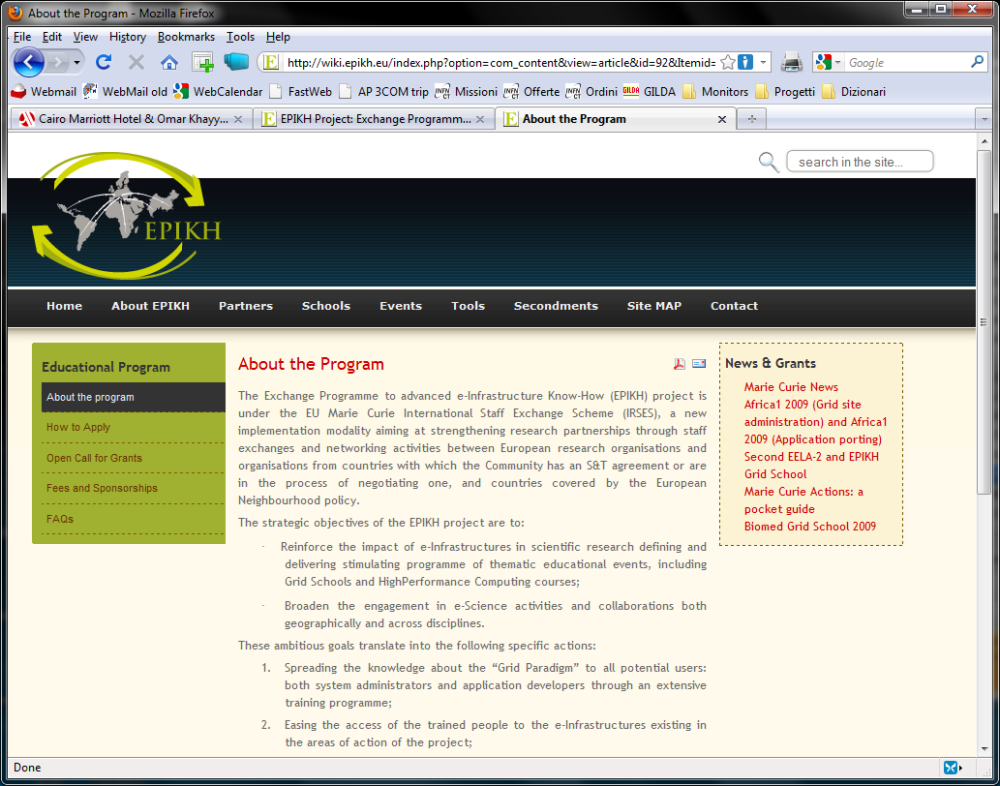 About the Program - Mozilla Firefox
File Edit View History Bookmarks Tools Help
http://wiki.epikh.eu/index.php?option=com_content&view=article&id=92&Itemid=
Google
Webmail WebMail old WebCalendar FastWeb AP 3COM trip Missioni Offerte Ordini GILDA GILDA Monitors Progetti Dizionari
Cairo Marriott Hotel & Omar Khayy... EPIKH Project: Exchange Programm... About the Program
search in the site...
EPIKH
Home About EPIKH Partners Schools Events Tools Secondments Site MAP Contact
Educational Program
About the program
How to Apply
Open Call for Grants
Fees and Sponsorships
FAQs
About the Program
The Exchange Programme to advanced e-Infrastructure Know-How (EPIKH) project is
under the EU Marie Curie International Staff Exchange Scheme (IRSES), a new
implementation modality aiming at strengthening research partnerships through staff
exchanges and networking activities between European research organisations and
organisations from countries with which the Community has an S&T agreement or are
in the process of negotiating one, and countries covered by the European
Neighbourhood policy.
The strategic objectives of the EPIKH project are to:
· Reinforce the impact of e-Infrastructures in scientific research defining and
delivering stimulating programme of thematic educational events, including
Grid Schools and HighPerformance Computing courses;
· Broaden the engagement in e-Science activities and collaborations both
geographically and across disciplines.
These ambitious goals translate into the following specific actions:
1. Spreading the knowledge about the “Grid Paradigm” to all potential users:
both system administrators and application developers through an extensive
training programme;
2. Easing the access of the trained people to the e-Infrastructures existing in
the areas of action of the project;
News & Grants
Marie Curie News
Africa1 2009 (Grid site
administration) and Africa1
2009 (Application porting)
Second EELA-2 and EPIKH
Grid School
Marie Curie Actions: a
pocket guide
Biomed Grid School 2009
Done